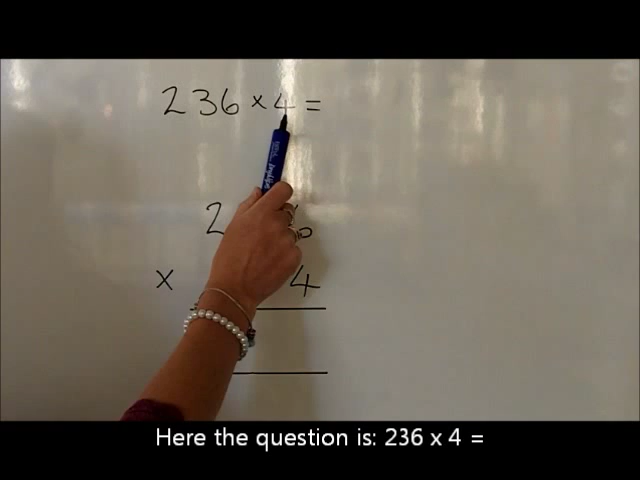 236 × 4 =
2
× 4
Here the question is: 236 x 4 =